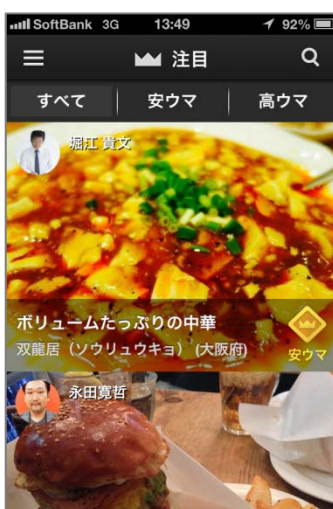 SoftBank 3G 13:49 92%
注目
すべて 安ウマ 高ウマ
堀江 貴文
ボリュームたっぷりの中華
双龍居（ソウリュウキョ）(大阪府)
安ウマ
永田寛哲